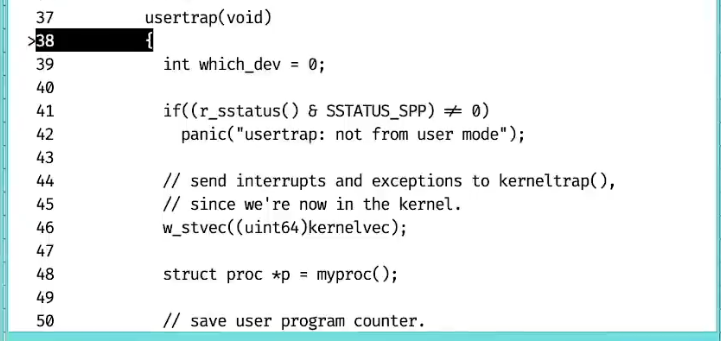 37 usertrap(void)
>38 {
39 int which_dev = 0;
40
41 if((r_sstatus() & SSTATUS_SPP) ≠ 0)
42 panic("usertrap: not from user mode");
43
44 // send interrupts and exceptions to kerneltrap(),
45 // since we're now in the kernel.
46 w_stvec((uint64)kernelvec);
47
48 struct proc *p = myproc();
49
50 // save user program counter.